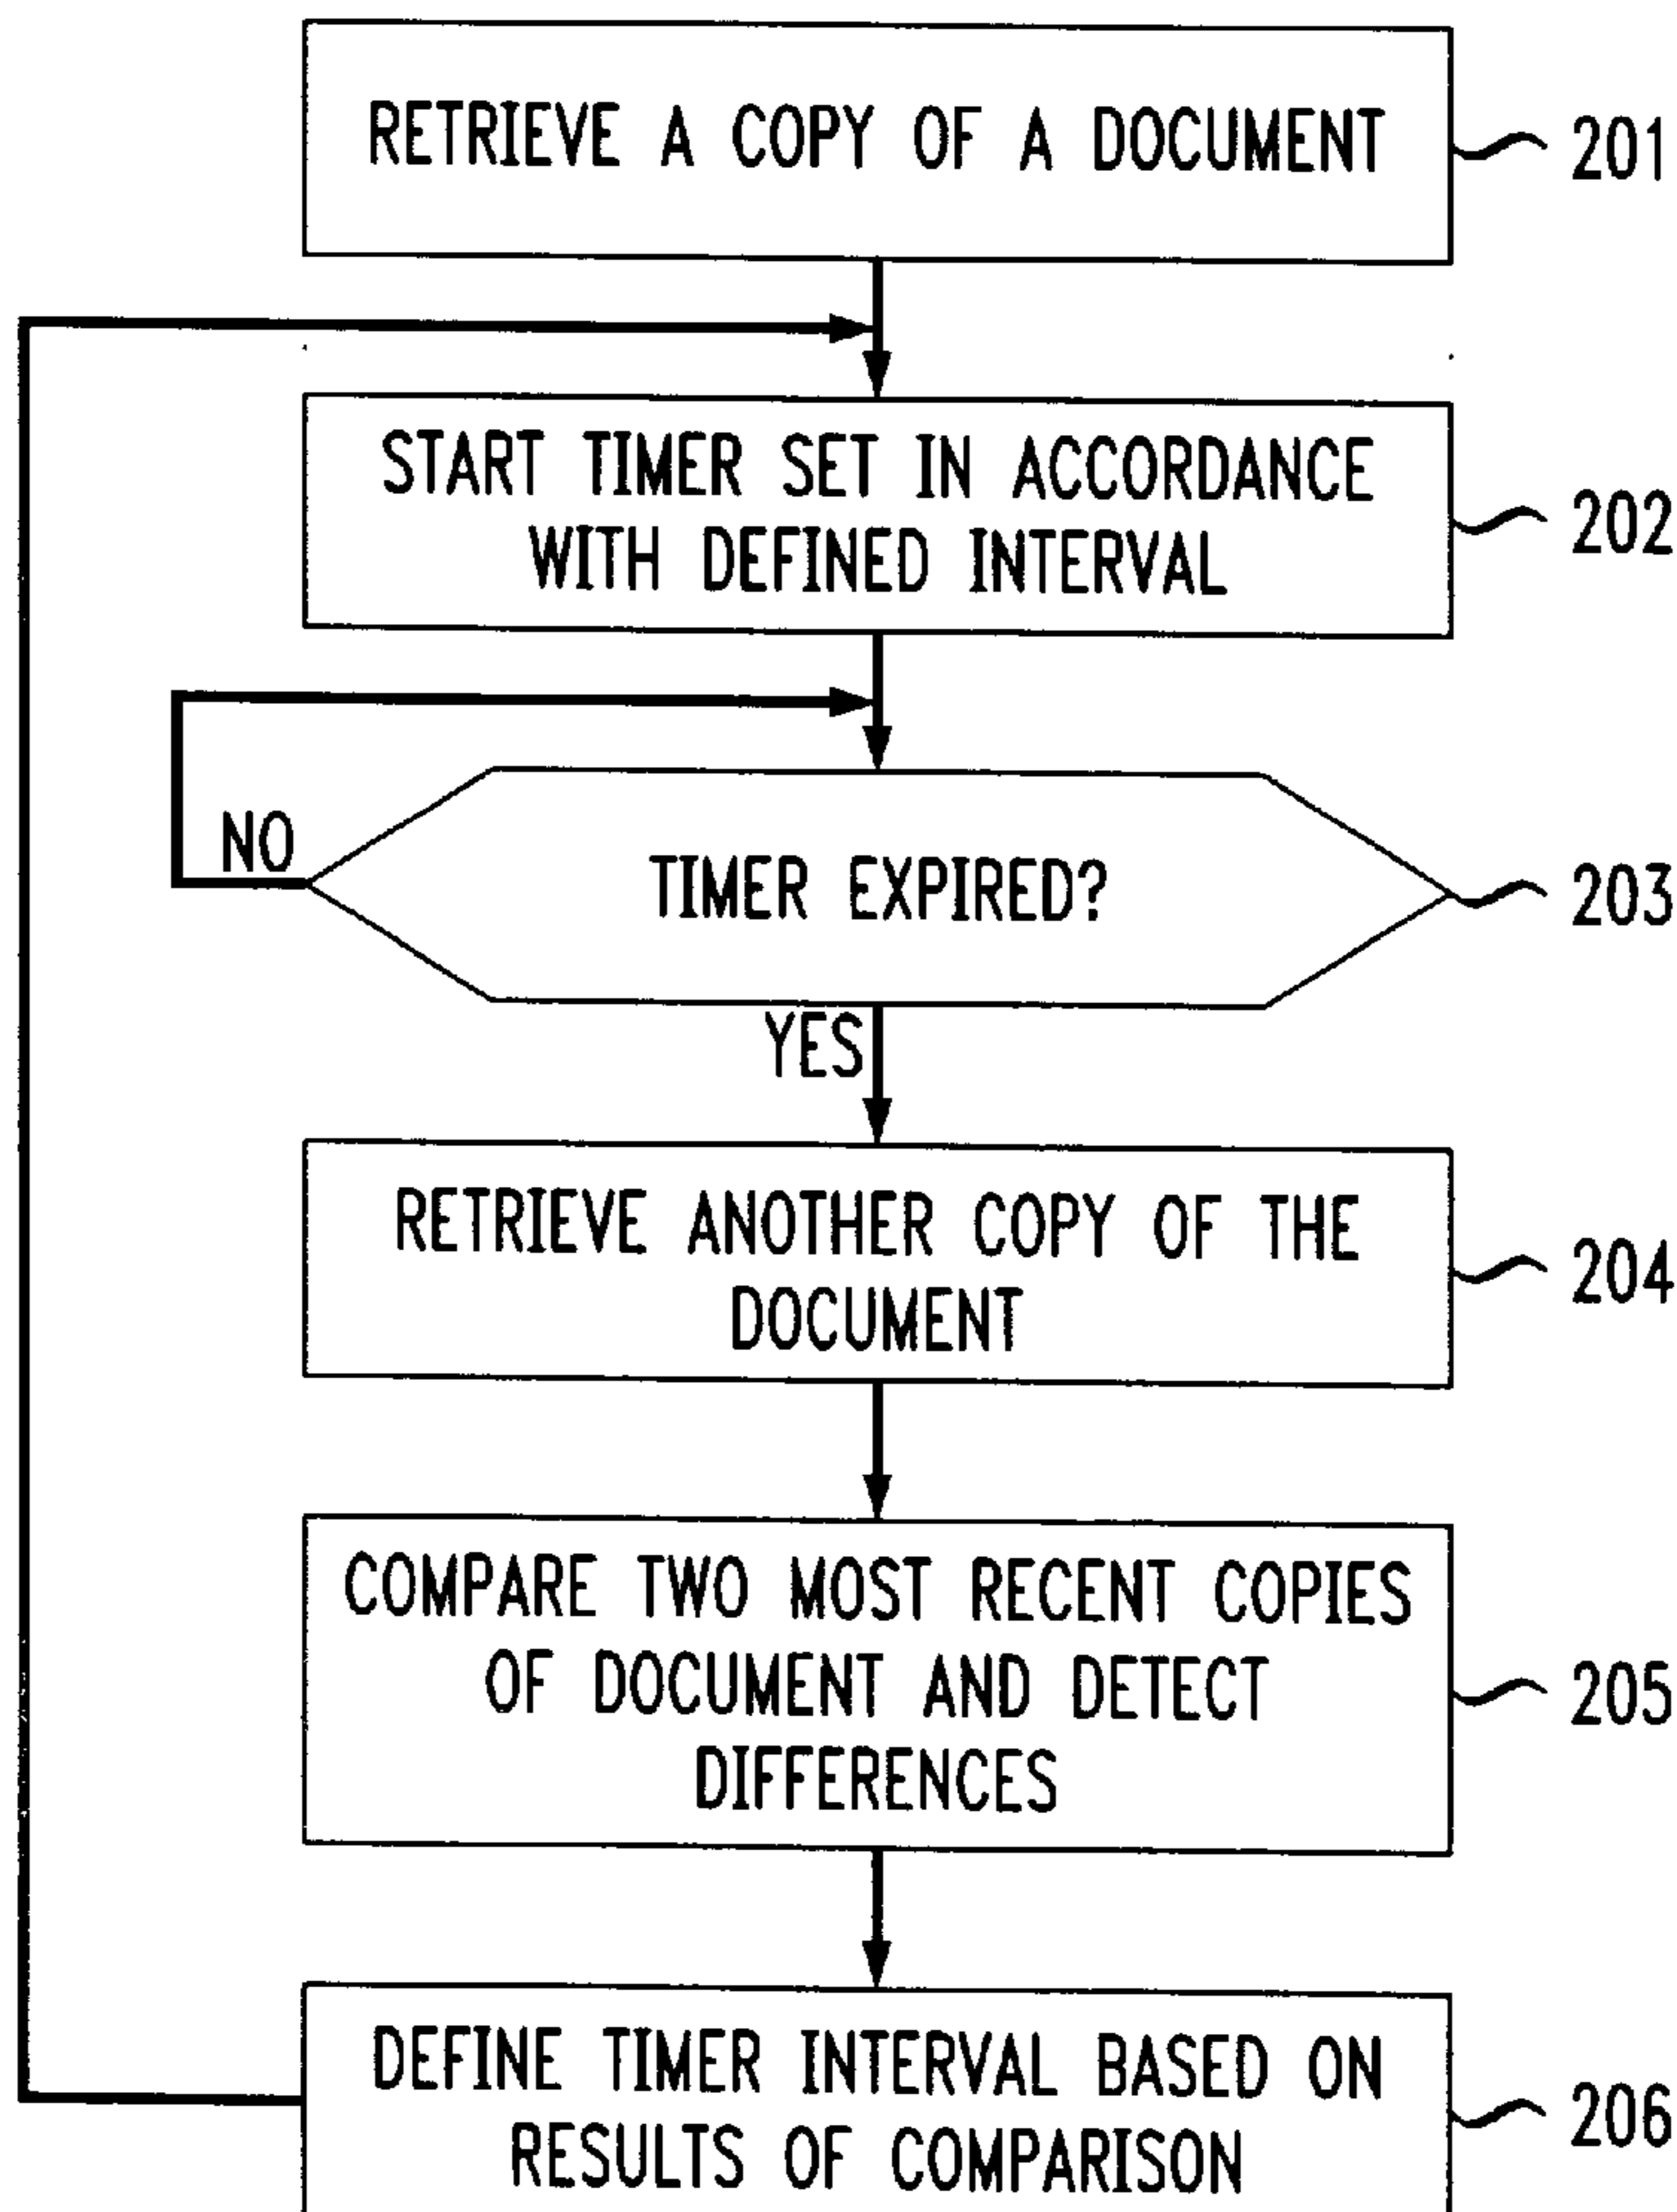 RETRIEVE A COPY OF A DOCUMENT
201
START TIMER SET IN ACCORDANCE
WITH DEFINED INTERVAL
202
NO
TIMER EXPIRED?
203
YES
RETRIEVE ANOTHER COPY OF THE
DOCUMENT
204
COMPARE TWO MOST RECENT COPIES
OF DOCUMENT AND DETECT
DIFFERENCES
205
DEFINE TIMER INTERVAL BASED ON
RESULTS OF COMPARISON
206